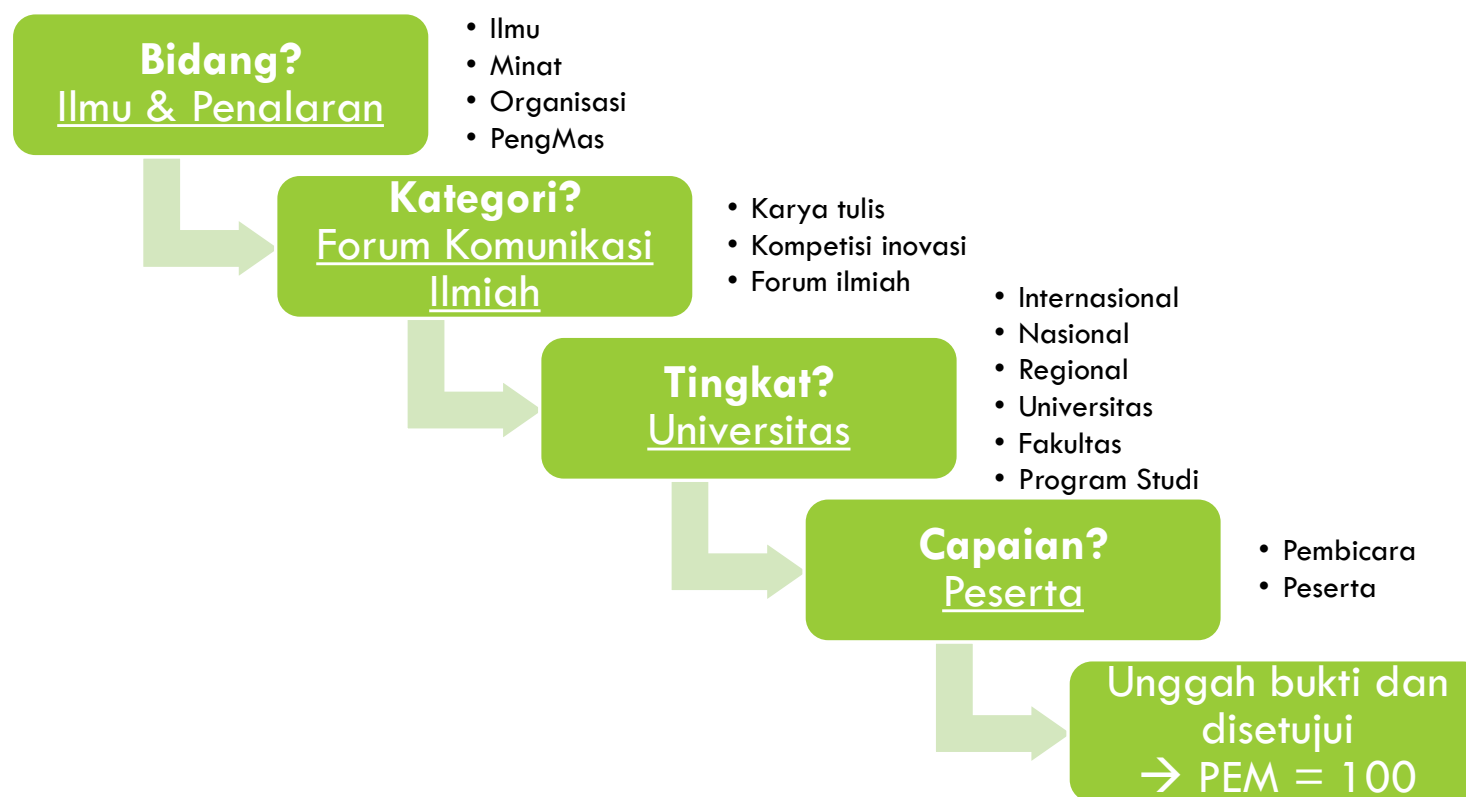 Bidang?
Ilmu & Penalaran
• Ilmu
• Minat
• Organisasi
• PengMas
Kategori?
Forum Komunikasi
Ilmiah
• Karya tulis
• Kompetisi inovasi
• Forum ilmiah
Tingkat?
Universitas
• Internasional
• Nasional
• Regional
• Universitas
• Fakultas
• Program Studi
Capaian?
Peserta
• Pembicara
• Peserta
Unggah bukti dan
disetujui
→ PEM = 100